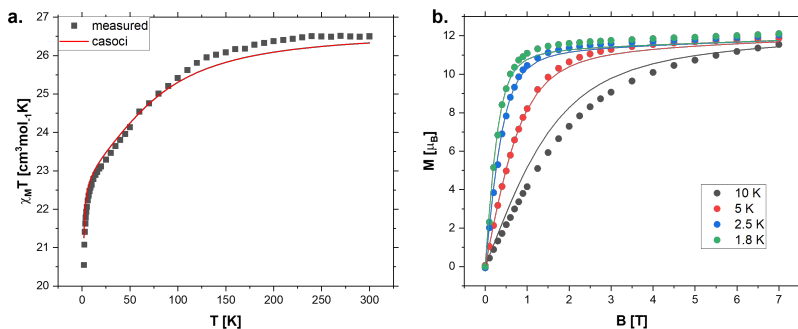 a.
measured
casoci
27
26
25
24
23
22
21
20
χMT [cm3mol-1K]
0
50
100
150
200
250
300
T [K]
b.
12
10
8
6
4
2
0
M [μB]
10 K
5 K
2.5 K
1.8 K
0
1
2
3
4
5
6
7
B [T]